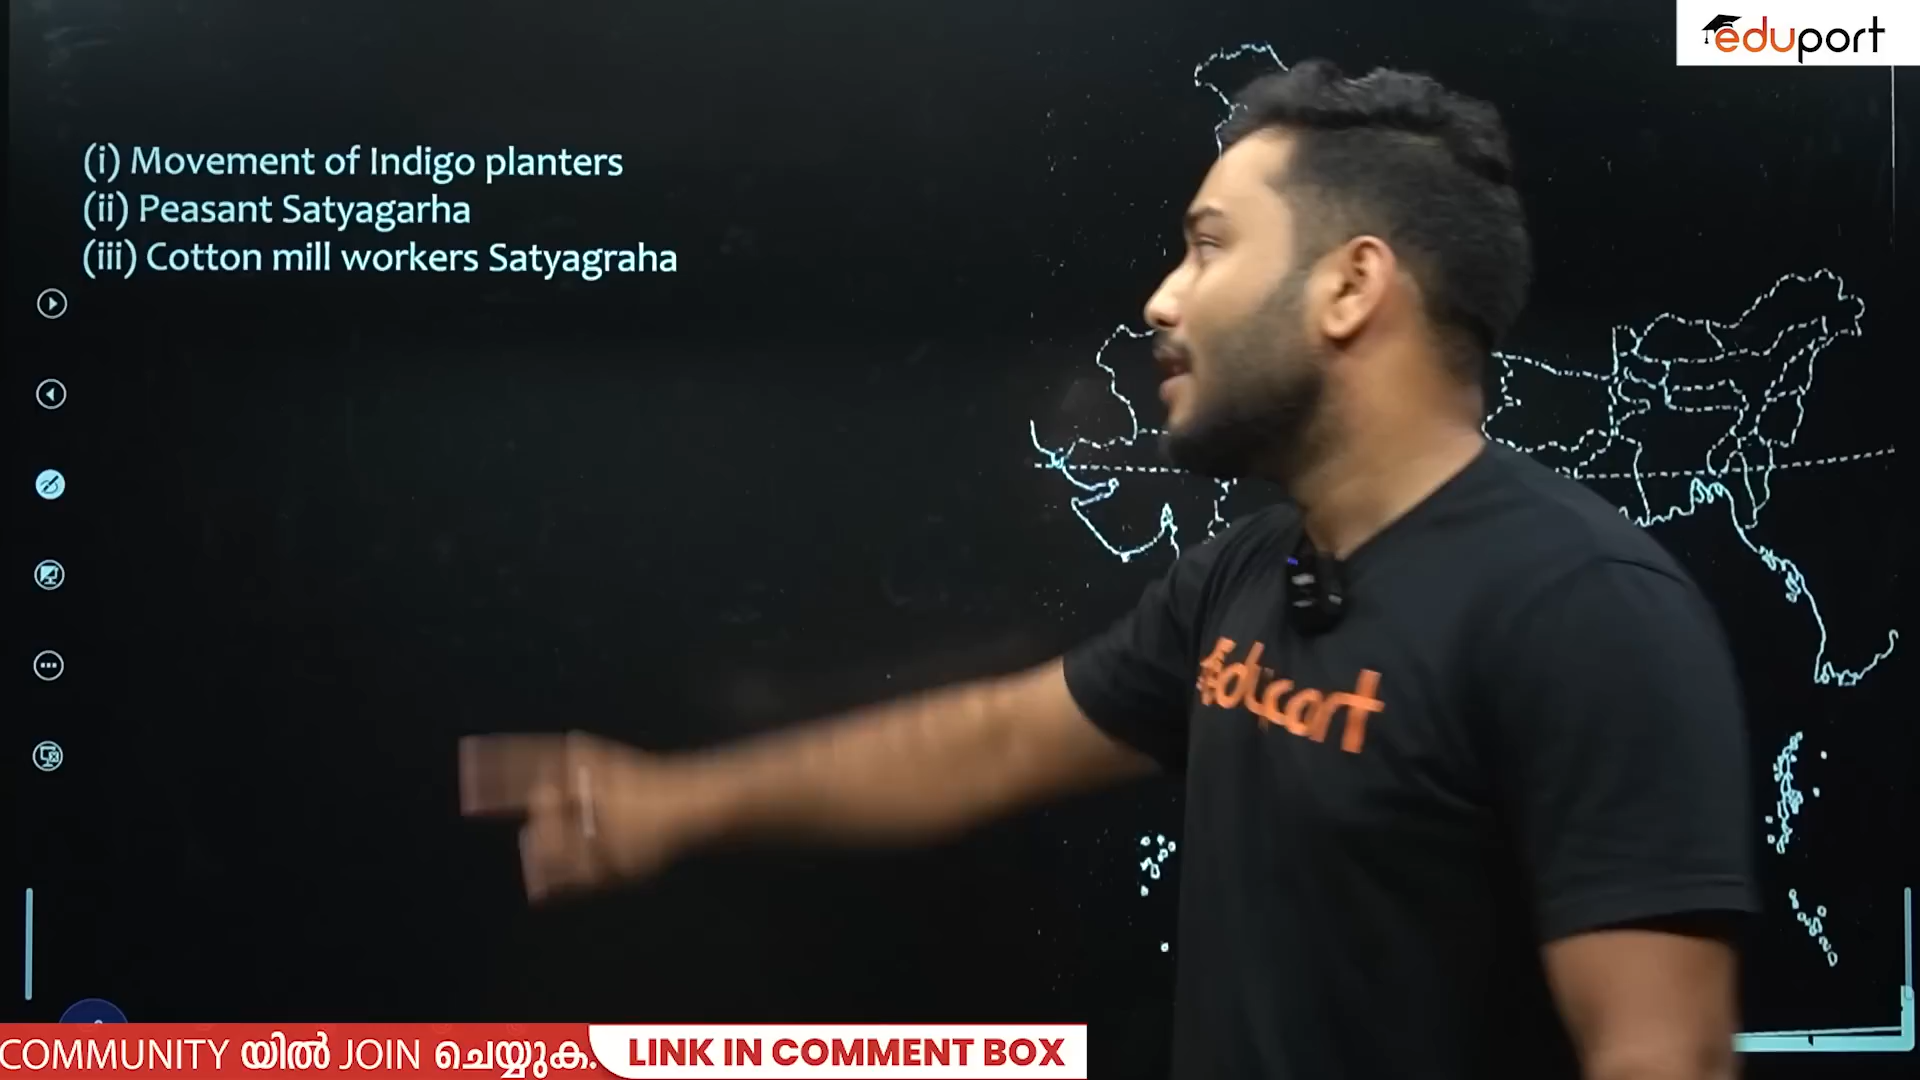 eduport
(i) Movement of Indigo planters
(ii) Peasant Satyagarha
(iii) Cotton mill workers Satyagraha
Eduport
COMMUNITY യിൽ JOIN ചെയ്യുക.
LINK IN COMMENT BOX